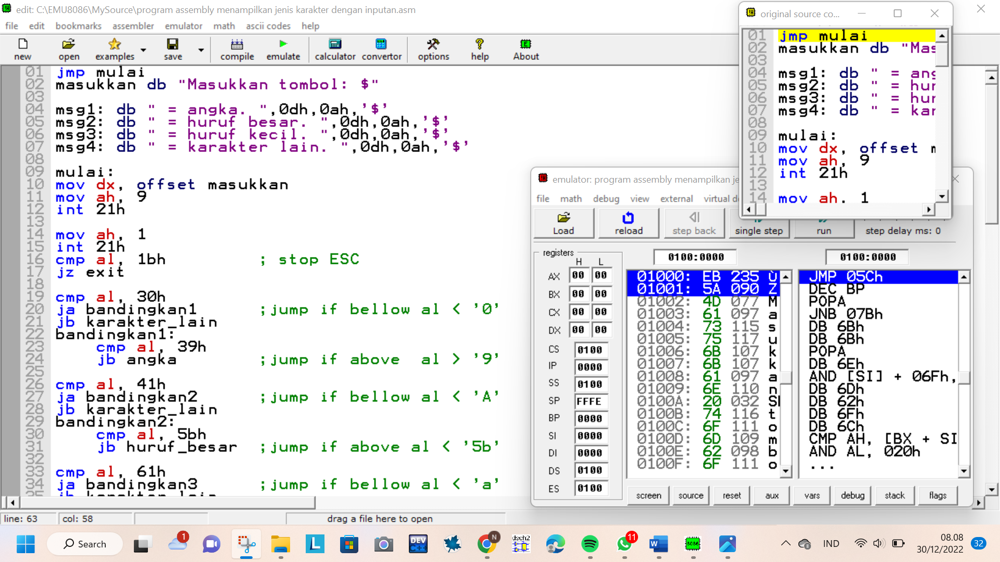 edit: C:\EMU8086\MySource\program assembly menampilkan jenis karakter dengan inputan.asm
file edit bookmarks assembler emulator math ascii codes help
new open examples save compile emulate calculator convertor options help About
01 jmp mulai
02 masukkan db "Masukkan tombol: $"
03
04 msg1: db " = angka. ",0dh,0ah,'$'
05 msg2: db " = huruf besar. ",0dh,0ah,'$'
06 msg3: db " = huruf kecil. ",0dh,0ah,'$'
07 msg4: db " = karakter lain. ",0dh,0ah,'$'
08
09 mulai:
10 mov dx, offset masukkan
11 mov ah, 9
12 int 21h
13
14 mov ah, 1
15 int 21h
16 cmp al, 1bh ; stop ESC
17 jz exit
18
19 cmp al, 30h
20 ja bandingkan1 ;jump if bellow al < '0'
21 jb karakter_lain
22 bandingkan1:
23 cmp al, 39h
24 jb angka ;jump if above al > '9'
25
26 cmp al, 41h
27 ja bandingkan2 ;jump if bellow al < 'A'
28 jb karakter_lain
29 bandingkan2:
30 cmp al, 5bh
31 jb huruf_besar ;jump if above al < '5b'
32
33 cmp al, 61h
34 ja bandingkan3 ;jump if bellow al < 'a'
35 jb karakter_lain
line: 63 col: 58 drag a file here to open
original source co...
01 jmp mulai
02 masukkan db "Mas
03
04 msg1: db " = ang
05 msg2: db " = hur
06 msg3: db " = hur
07 msg4: db " = kar
08
09 mulai:
10 mov dx, offset m
11 mov ah, 9
12 int 21h
13
14 mov ah, 1
emulator: program assembly menampilkan je
file math debug view external virtual de
Load reload step back single step run step delay ms: 0
registers
H L
AX 00 00
BX 00 00
CX 00 00
DX 00 00
CS 0100
IP 0000
SS 0100
SP FFFE
BP 0000
SI 0000
DI 0000
DS 0100
ES 0100
0100:0000 0100:0000
01000: EB 235 ù
01001: 5A 090 Z
01002: 4D 077 M
01003: 61 097 a
01004: 73 115 s
01005: 75 117 u
01006: 6B 107 k
01007: 6B 107 k
01008: 61 097 a
01009: 6E 110 n
0100A: 20 032 SP
0100B: 74 116 t
0100C: 6F 111 o
0100D: 6D 109 m
0100E: 62 098 b
0100F: 6F 111 o
JMP 05Ch
DEC BP
POPA
JNB 07Bh
DB 6Bh
DB 6Bh
POPA
DB 6Eh
AND [SI] + 06Fh,
DB 6Dh
DB 62h
DB 6Fh
DB 6Ch
CMP AH, [BX + SI
AND AL, 020h
...
screen source reset aux vars debug stack flags
Search
1
L
DEV C++
N
dsch2
11
W
8086
IND
08.08
30/12/2022
32